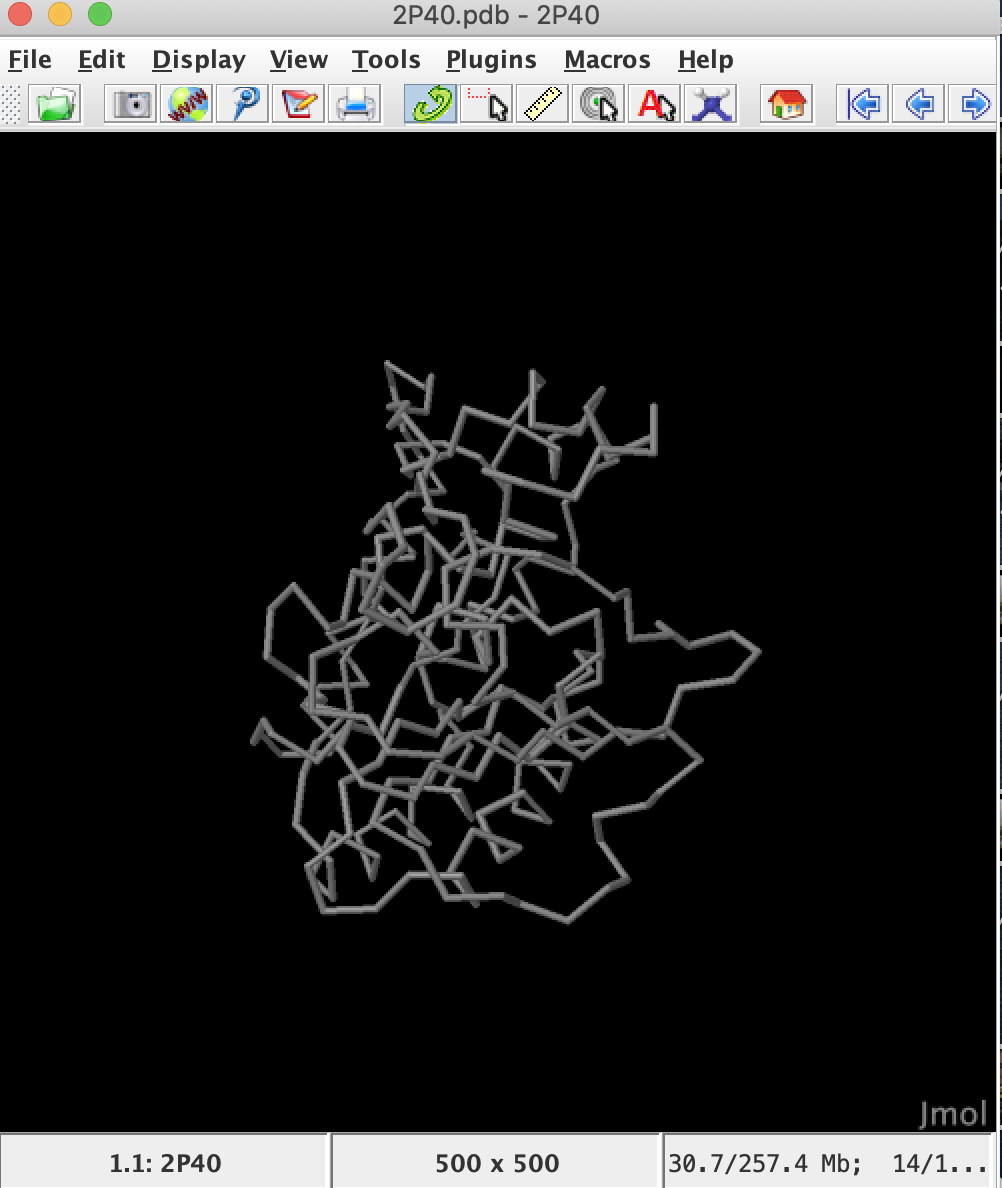 2P40.pdb - 2P40
File Edit Display View Tools Plugins Macros Help
WIW
A
Jmol
1.1: 2P40
500 x 500
30.7/257.4 Mb; 14/1...